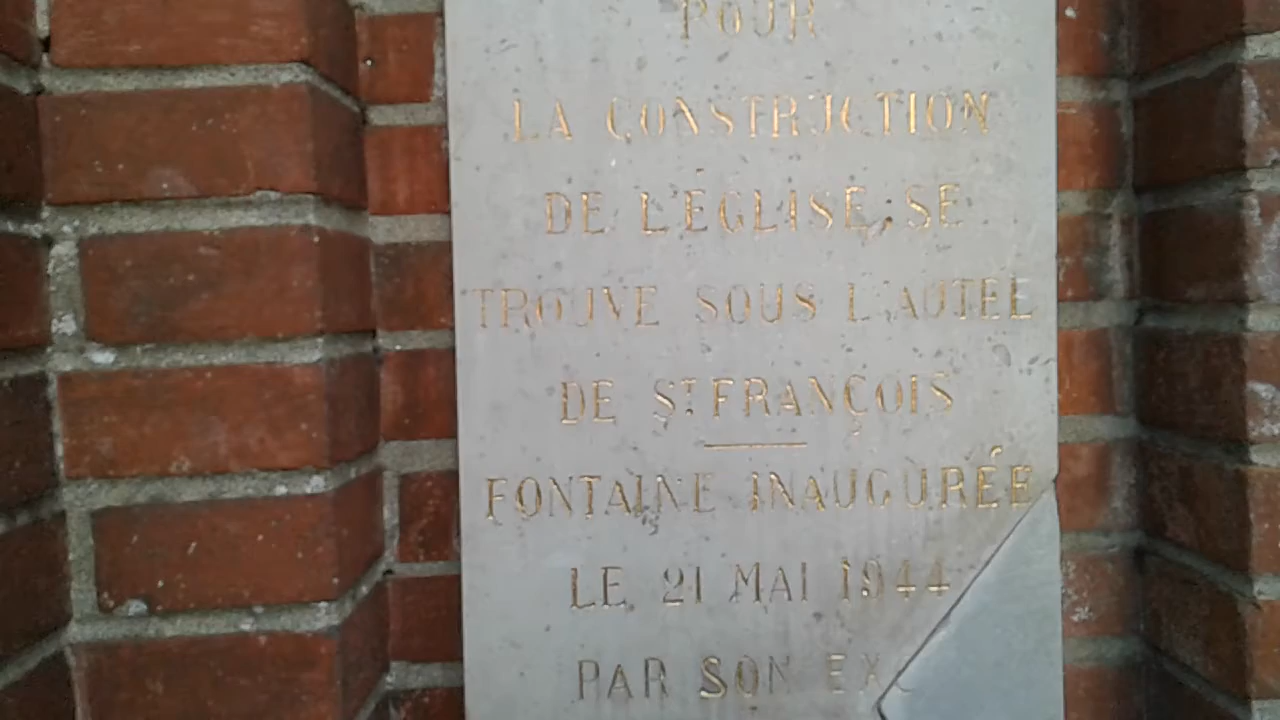 POUR
LA CONSTRUCTION
DE L'ÉGLISE, SE
TROUVE SOUS L'AUTEL
DE ST FRANÇOIS
FONTAINE INAUGURÉE
LE 21 MAI 1944
PAR SON EXC